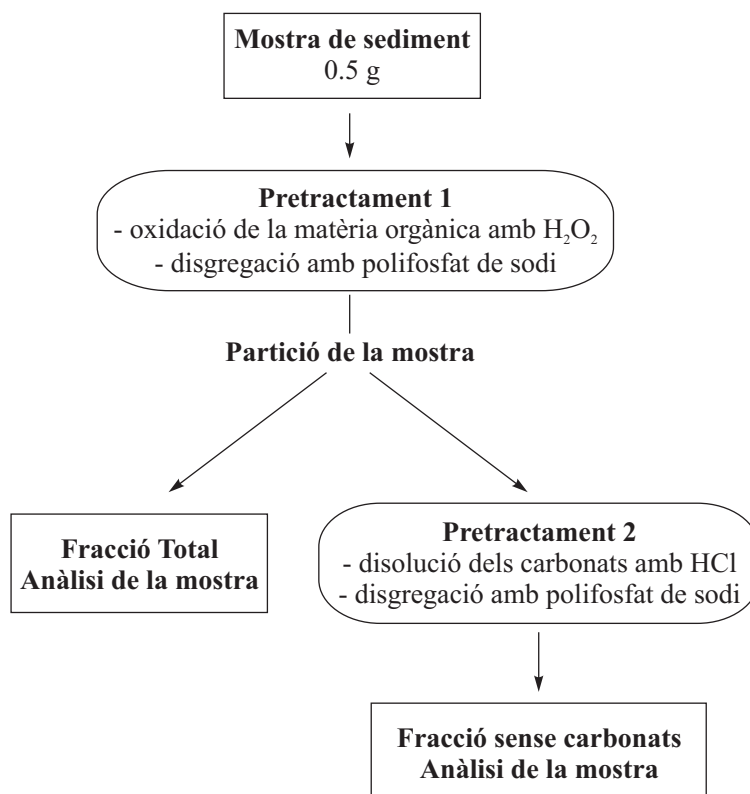 Mostra de sediment
0.5 g
Pretractament 1
- oxidació de la matèria orgànica amb H₂O₂
- disgregació amb polifosfat de sodi
Partició de la mostra
Fracció Total
Anàlisi de la mostra
Pretractament 2
- disolució dels carbonats amb HCl
- disgregació amb polifosfat de sodi
Fracció sense carbonats
Anàlisi de la mostra